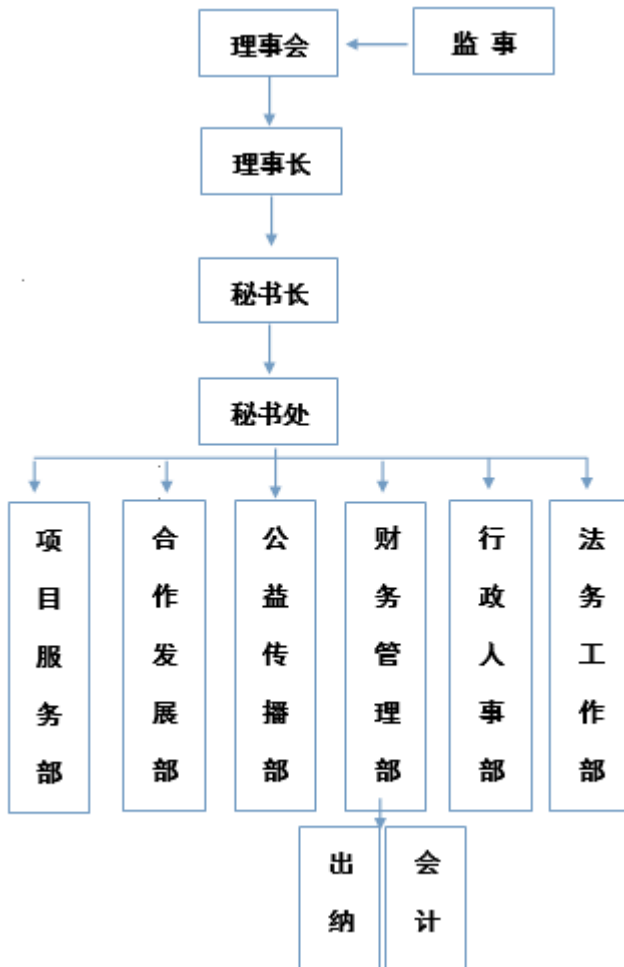 理事会
监 事
理事长
秘书长
秘书处
项目服务部
合作发展部
公益传播部
财务管理部
行政人事部
法务工作部
出纳
会计